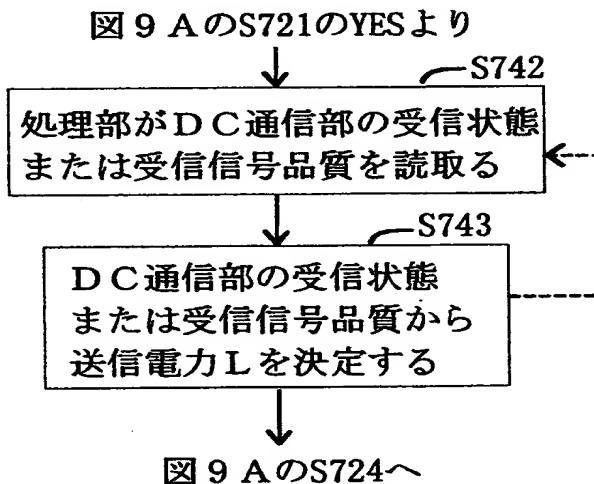 図9AのS721のYESより
S742
処理部がDC通信部の受信状態
または受信信号品質を読取る
S743
DC通信部の受信状態
または受信信号品質から
送信電力Lを決定する
図9AのS724へ